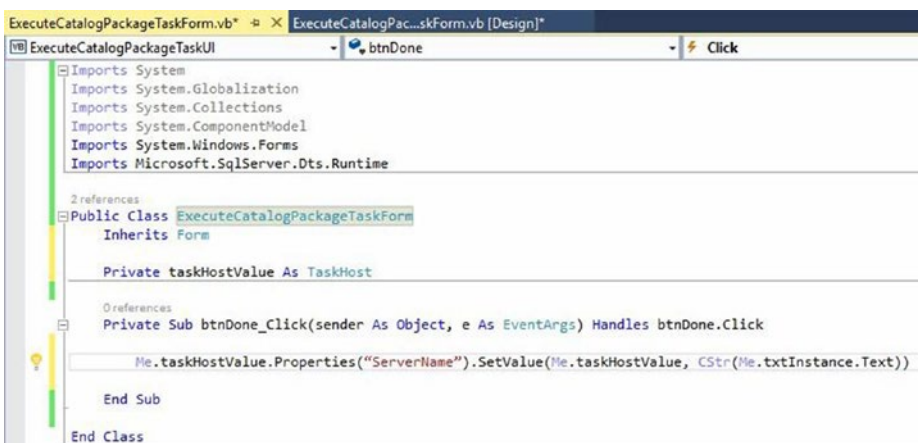 ExecuteCatalogPackageTaskForm.vb* ExecuteCatalogPac...skForm.vb [Design]*
VB ExecuteCatalogPackageTaskUI btnDone Click
Imports System
Imports System.Globalization
Imports System.Collections
Imports System.ComponentModel
Imports System.Windows.Forms
Imports Microsoft.SqlServer.Dts.Runtime
2 references
Public Class ExecuteCatalogPackageTaskForm
Inherits Form
Private taskHostValue As TaskHost
0 references
Private Sub btnDone_Click(sender As Object, e As EventArgs) Handles btnDone.Click
Me.taskHostValue.Properties(“ServerName”).SetValue(Me.taskHostValue, CStr(Me.txtInstance.Text))
End Sub
End Class